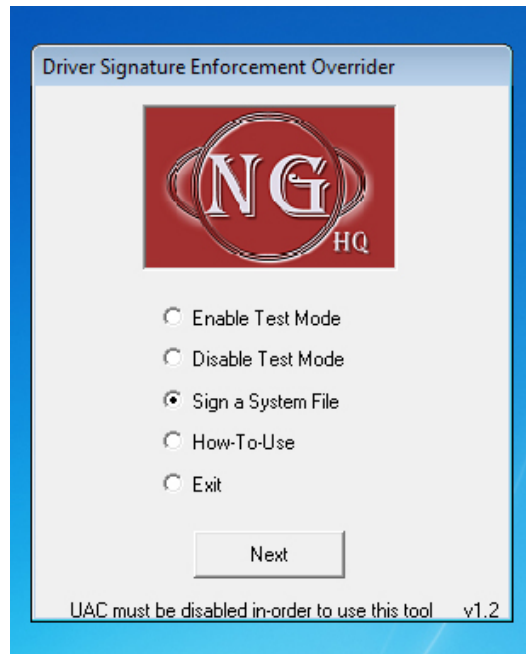 Driver Signature Enforcement Overrider
NG
HQ
Enable Test Mode
Disable Test Mode
Sign a System File
How-To-Use
Exit
Next
UAC must be disabled in-order to use this tool v1.2